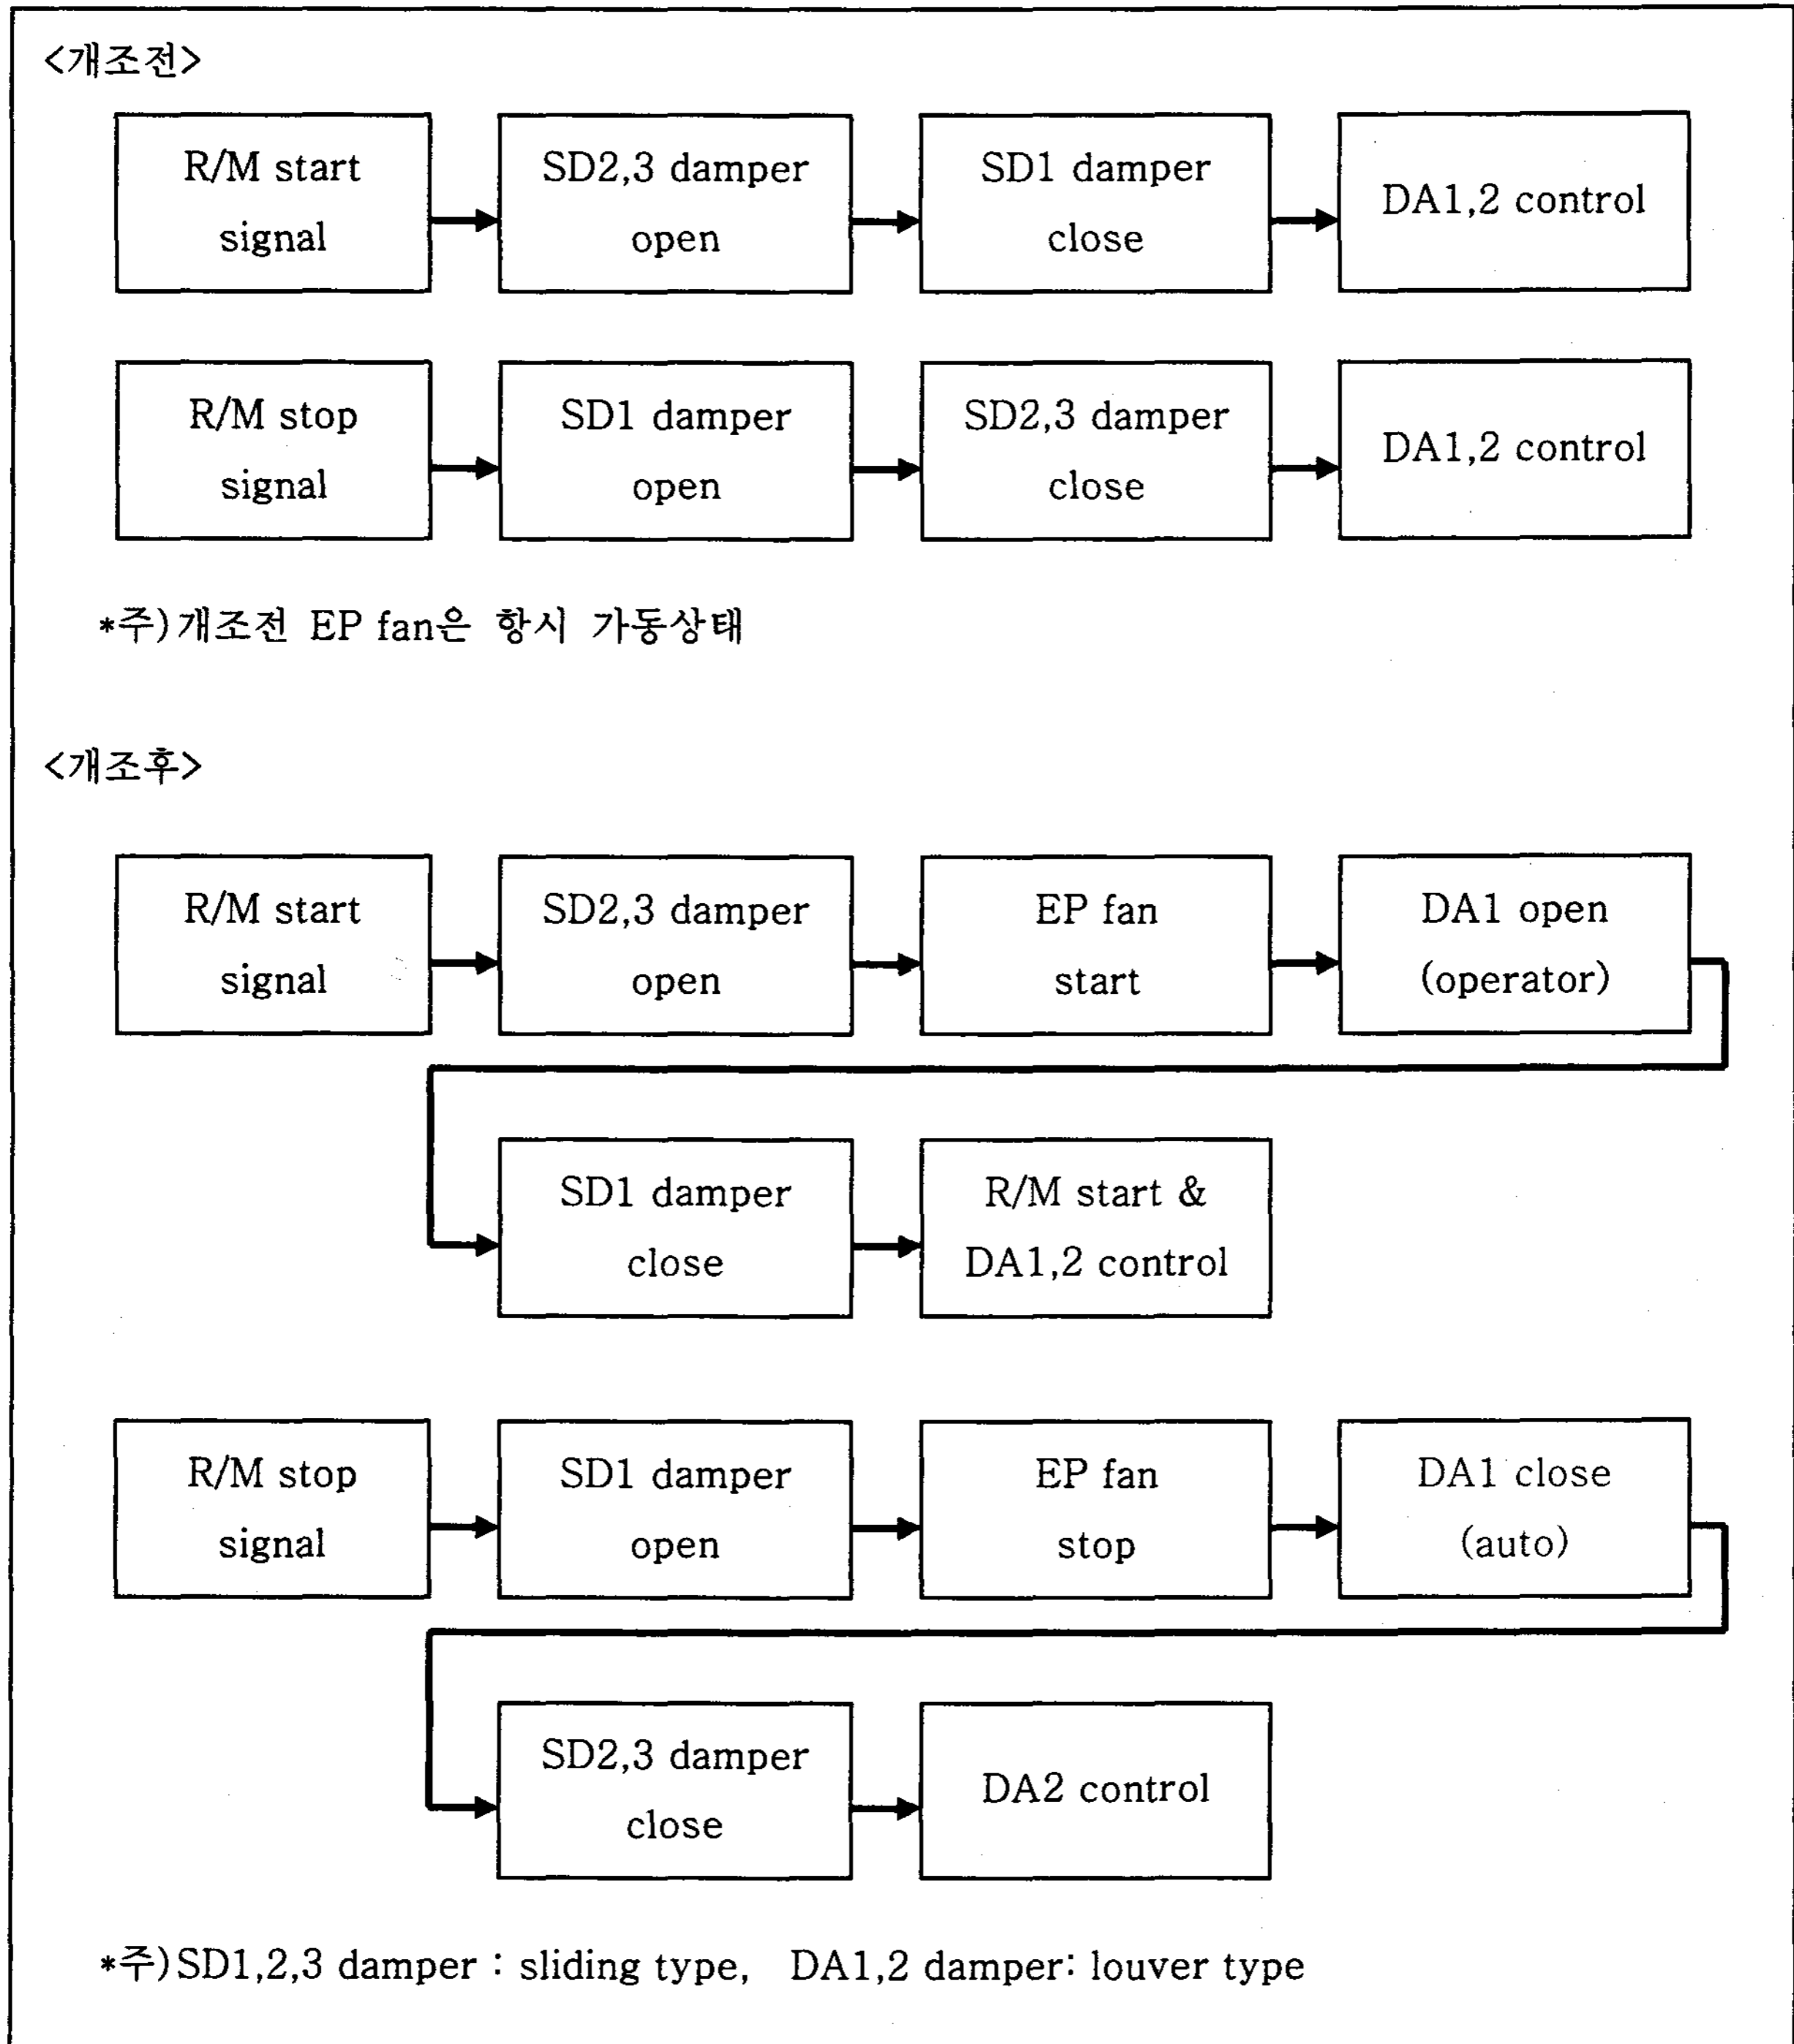 <개조전>
R/M start
signal
SD2,3 damper
open
SD1 damper
close
DA1,2 control
R/M stop
signal
SD1 damper
open
SD2,3 damper
close
DA1,2 control
*주)개조전 EP fan은 항시 가동상태
<개조후>
R/M start
signal
SD2,3 damper
open
EP fan
start
DA1 open
(operator)
SD1 damper
close
R/M start &
DA1,2 control
R/M stop
signal
SD1 damper
open
EP fan
stop
DA1 close
(auto)
SD2,3 damper
close
DA2 control
*주)SD1,2,3 damper : sliding type, DA1,2 damper: louver type